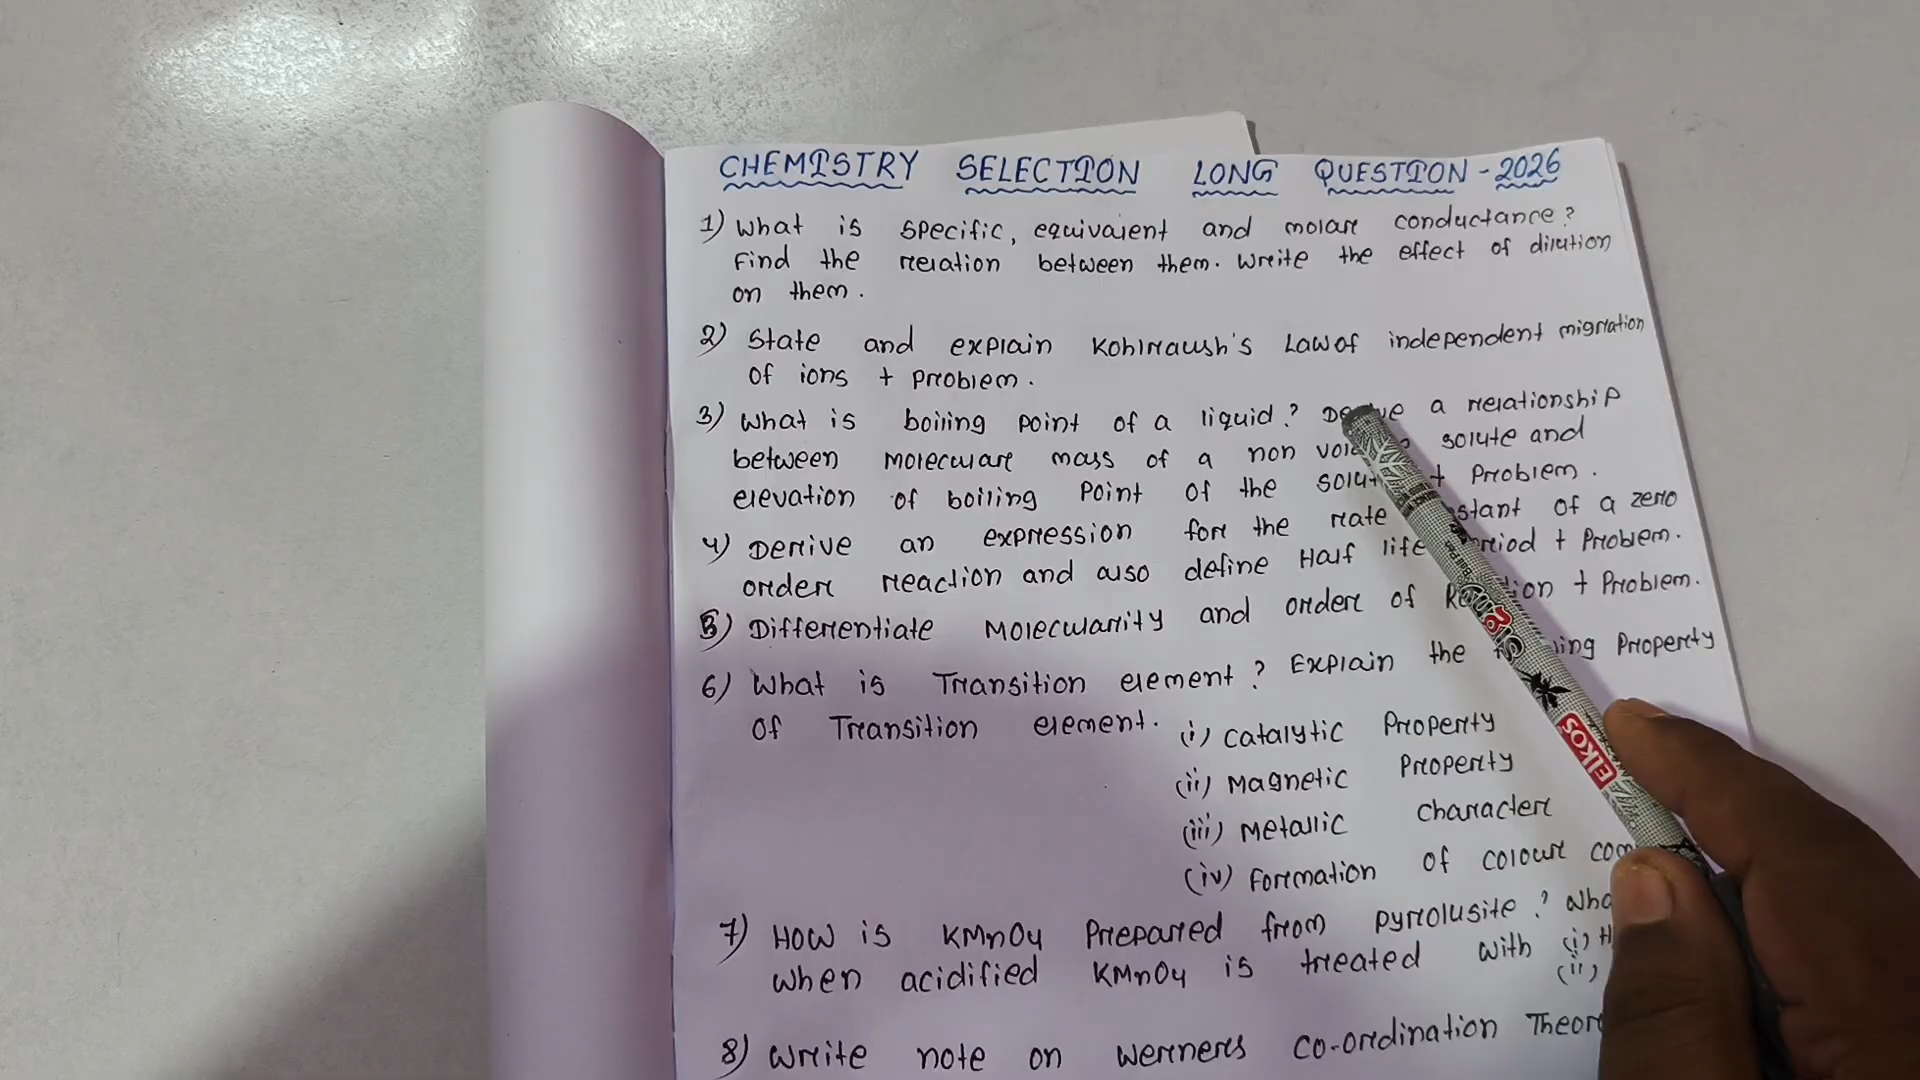 CHEMISTRY SELECTION LONG QUESTION - 2026
1) What is specific, equivalent and molar conductance?
Find the relation between them. Write the effect of dilution
on them.
2) State and explain Kohlraush's Law of independent migration
of ions + Problem.
3) What is boiling point of a liquid? Derive a relationship
between Molecular mass of a non solute and
elevation of boiling Point of the + Problem.
4) Derive an expression for the rate of a zero
order reaction and also define Half life + Problem.
5) Differentiate Molecularity and order of + Problem.
6) What is Transition element? Explain the Property
of Transition element.
(i) Catalytic Property
(ii) Magnetic Property
(iii) Metallic Character
(iv) Formation of colour
7) How is KMnO4 Prepared from pyrolusite?
when acidified KMnO4 is treated with (i)
(ii)
8) Write note on Werner's Co-ordination
elkos